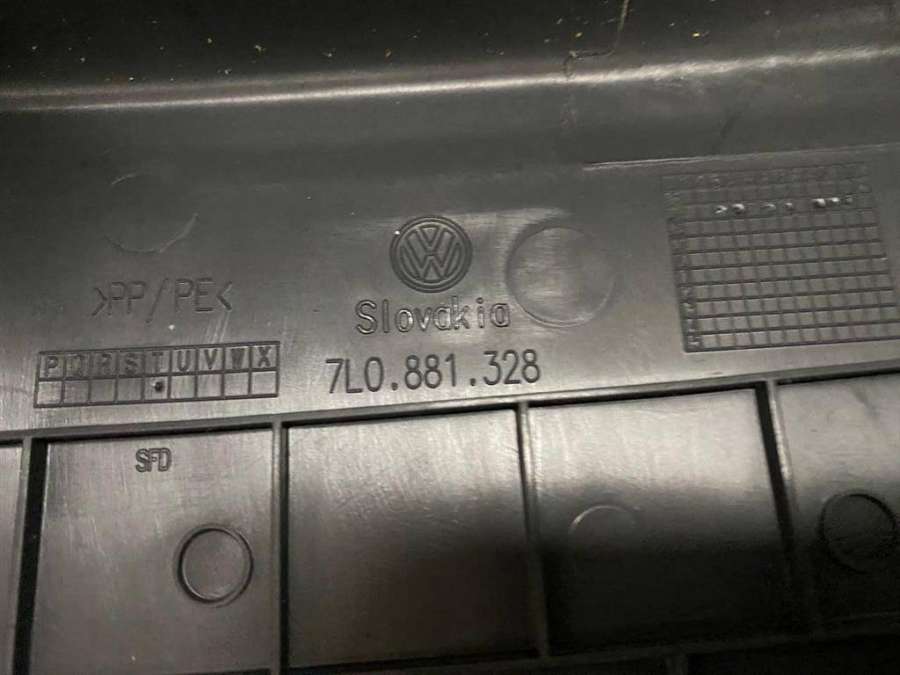 >PP/PE<
Slovakia
P Q R S T U V W X
7L0.881.328
SFD